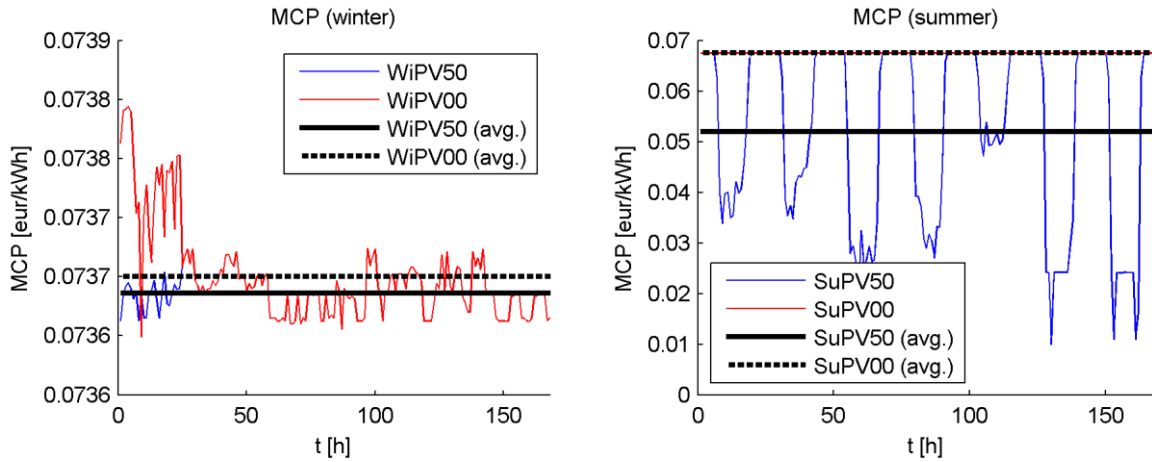 MCP (winter)
0.0739
0.0738
0.0738
0.0737
0.0737
0.0736
0.0736
MCP [eur/kWh]
WiPV50
WiPV00
WiPV50 (avg.)
WiPV00 (avg.)
0 50 100 150
t [h]
MCP (summer)
0.07
0.06
0.05
0.04
0.03
0.02
0.01
0
MCP [eur/kWh]
SuPV50
SuPV00
SuPV50 (avg.)
SuPV00 (avg.)
0 50 100 150
t [h]